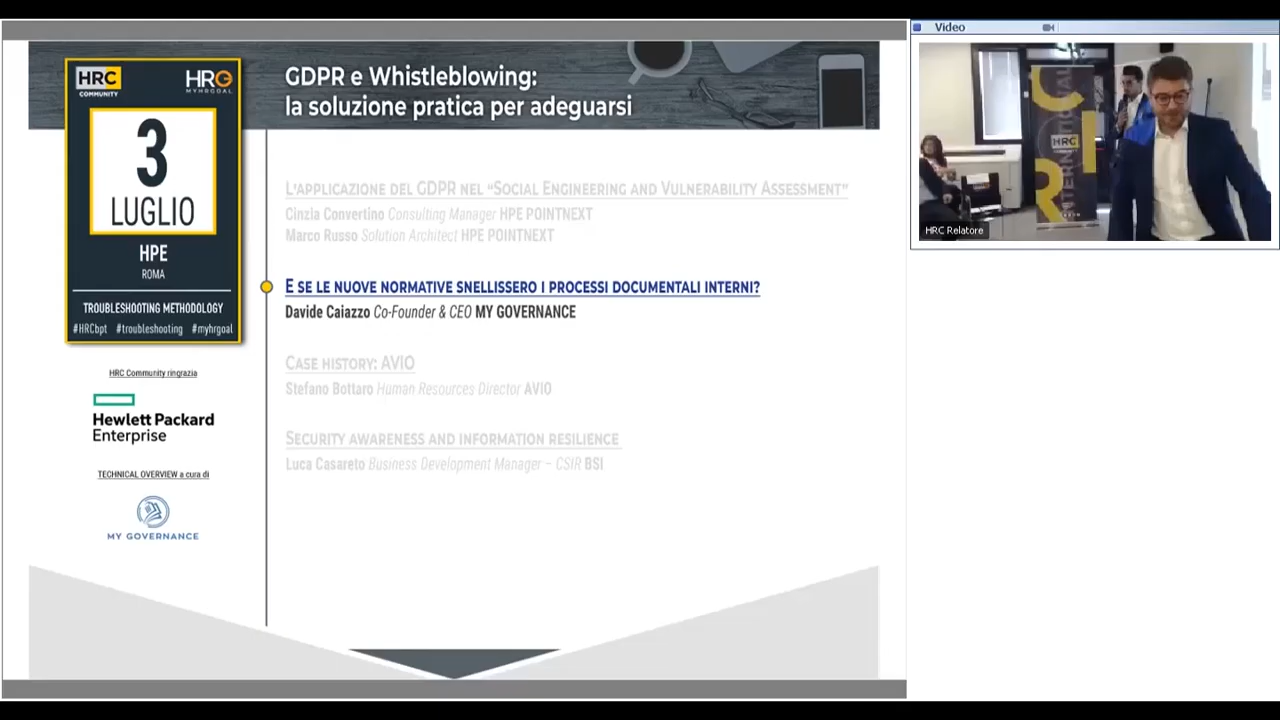 HRC
COMMUNITY
HRG
MYHRGOAL
3
LUGLIO
HPE
ROMA
TROUBLESHOOTING METHODOLOGY
#HRCbpt #troubleshooting #myhrgoal
HRC Community ringrazia
Hewlett Packard
Enterprise
TECHNICAL OVERVIEW a cura di
MY GOVERNANCE
GDPR e Whistleblowing:
la soluzione pratica per adeguarsi
L'APPLICAZIONE DEL GDPR NEL "SOCIAL ENGINEERING AND VULNERABILITY ASSESSMENT"
Cinzia Convertino Consulting Manager HPE POINTNEXT
Marco Russo Solution Architect HPE POINTNEXT
E SE LE NUOVE NORMATIVE SNELLISSERO I PROCESSI DOCUMENTALI INTERNI?
Davide Caiazzo Co-Founder & CEO MY GOVERNANCE
CASE HISTORY: AVIO
Stefano Bottaro Human Resources Director AVIO
SECURITY AWARENESS AND INFORMATION RESILIENCE
Luca Casareto Business Development Manager – CSIR BSI
Video
HRC
INTERNATIONAL
HRC Relatore